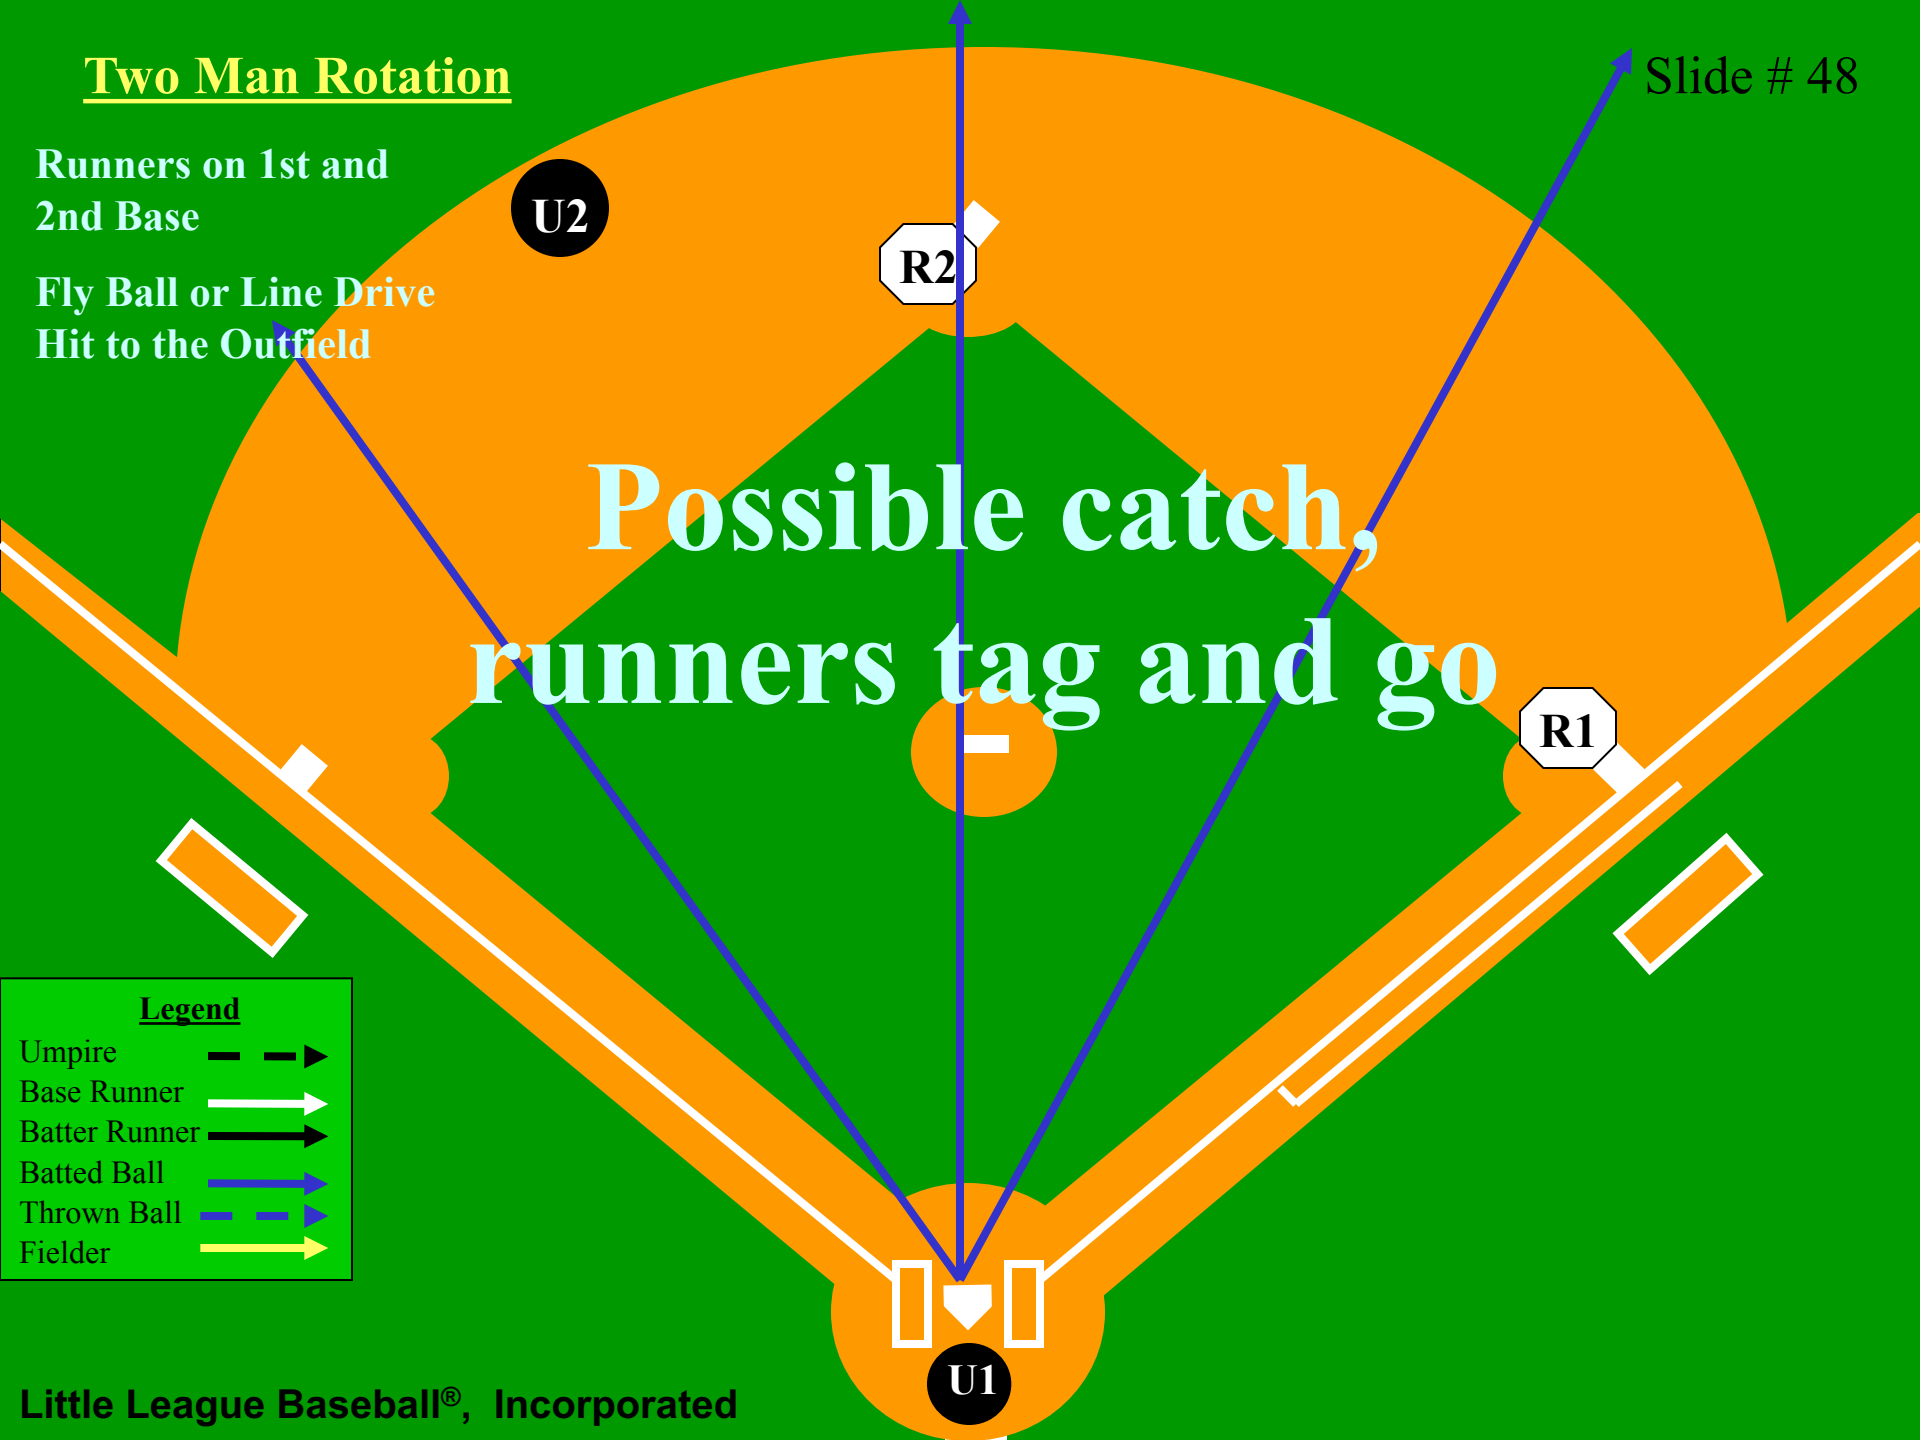 Two Man Rotation
Slide # 48
Runners on 1st and
2nd Base
Fly Ball or Line Drive
Hit to the Outfield
U2
R2
Possible catch,
runners tag and go
R1
Legend
Umpire
Base Runner
Batter Runner
Batted Ball
Thrown Ball
Fielder
U1
Little League Baseball®, Incorporated